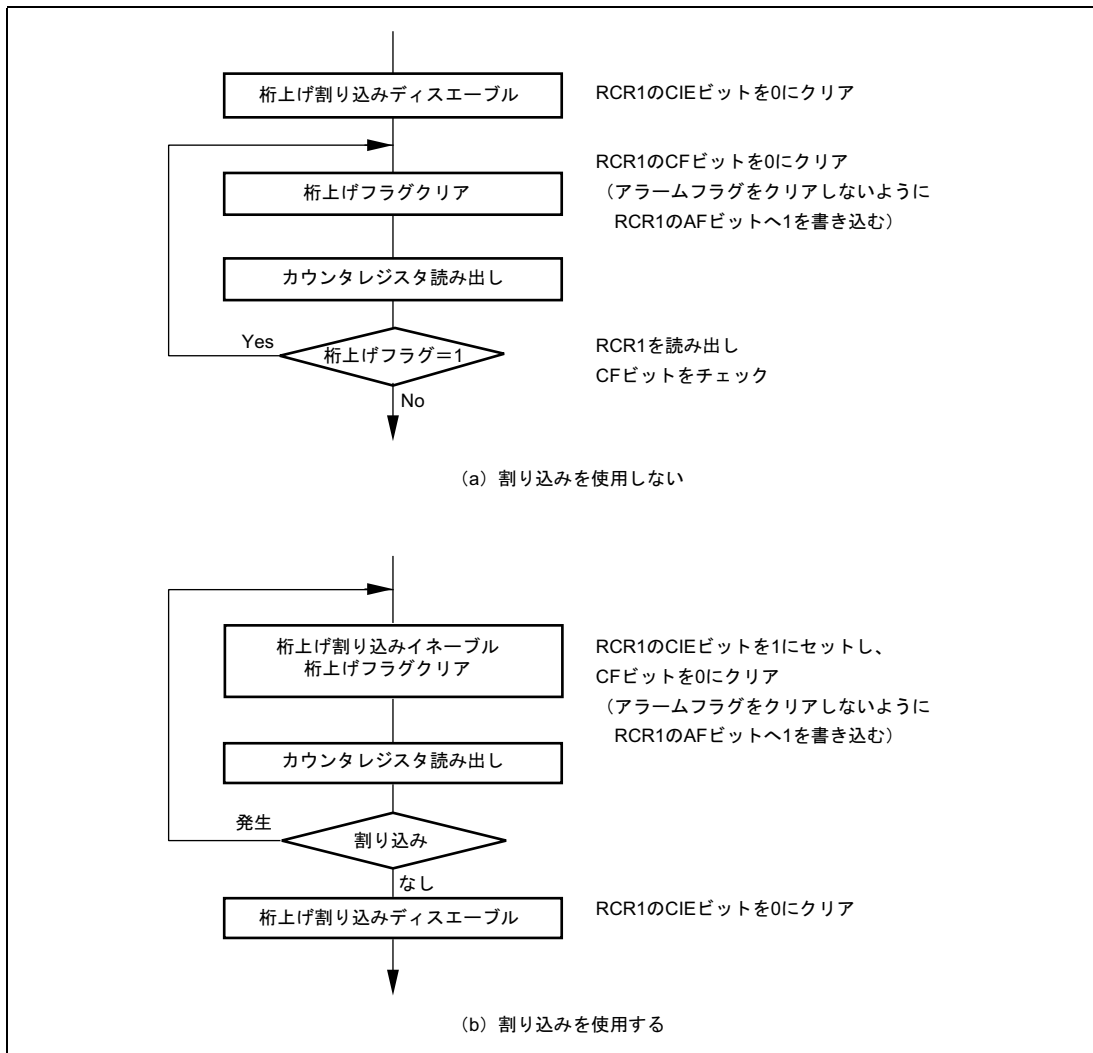 桁上げ割り込みディスエーブル
RCR1のCIEビットを0にクリア
RCR1のCFビットを0にクリア
（アラームフラグをクリアしないように
RCR1のAFビットへ1を書き込む）
桁上げフラグクリア
カウンタレジスタ読み出し
Yes
桁上げフラグ＝1
RCR1を読み出し
CFビットをチェック
No
（a）割り込みを使用しない
桁上げ割り込みイネーブル
桁上げフラグクリア
RCR1のCIEビットを1にセットし、
CFビットを0にクリア
（アラームフラグをクリアしないように
RCR1のAFビットへ1を書き込む）
カウンタレジスタ読み出し
発生
割り込み
なし
桁上げ割り込みディスエーブル
RCR1のCIEビットを0にクリア
（b）割り込みを使用する